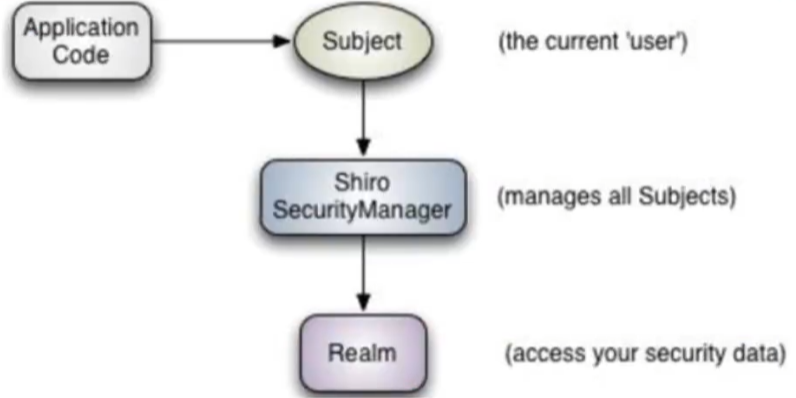 Application
Code
Subject
(the current 'user')
Shiro
SecurityManager
(manages all Subjects)
Realm
(access your security data)